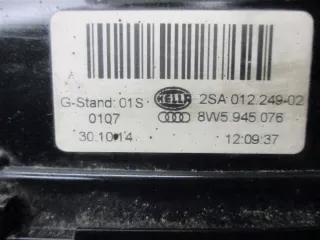 HELLA
G-Stand: 01S 2SA 012.249-02
0107 8W5.945.076
30.10.14 12:09:37